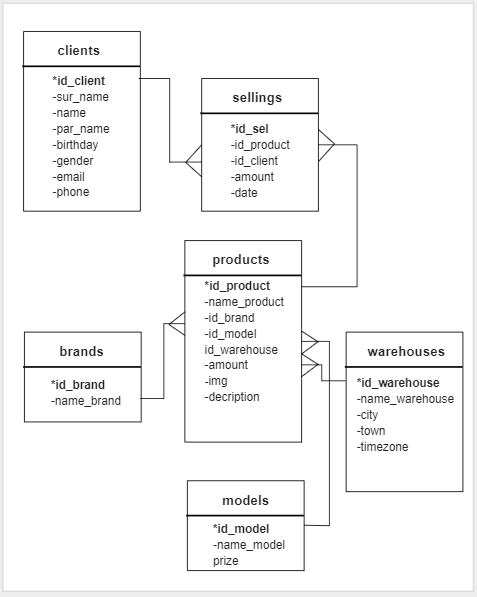 clients
*id_client
-sur_name
-name
-par_name
-birthday
-gender
-email
-phone
sellings
*id_sel
-id_product
-id_client
-amount
-date
products
*id_product
-name_product
-id_brand
-id_model
id_warehouse
-amount
-img
-decription
brands
*id_brand
-name_brand
warehouses
*id_warehouse
-name_warehouse
-city
-town
-timezone
models
*id_model
-name_model
prize